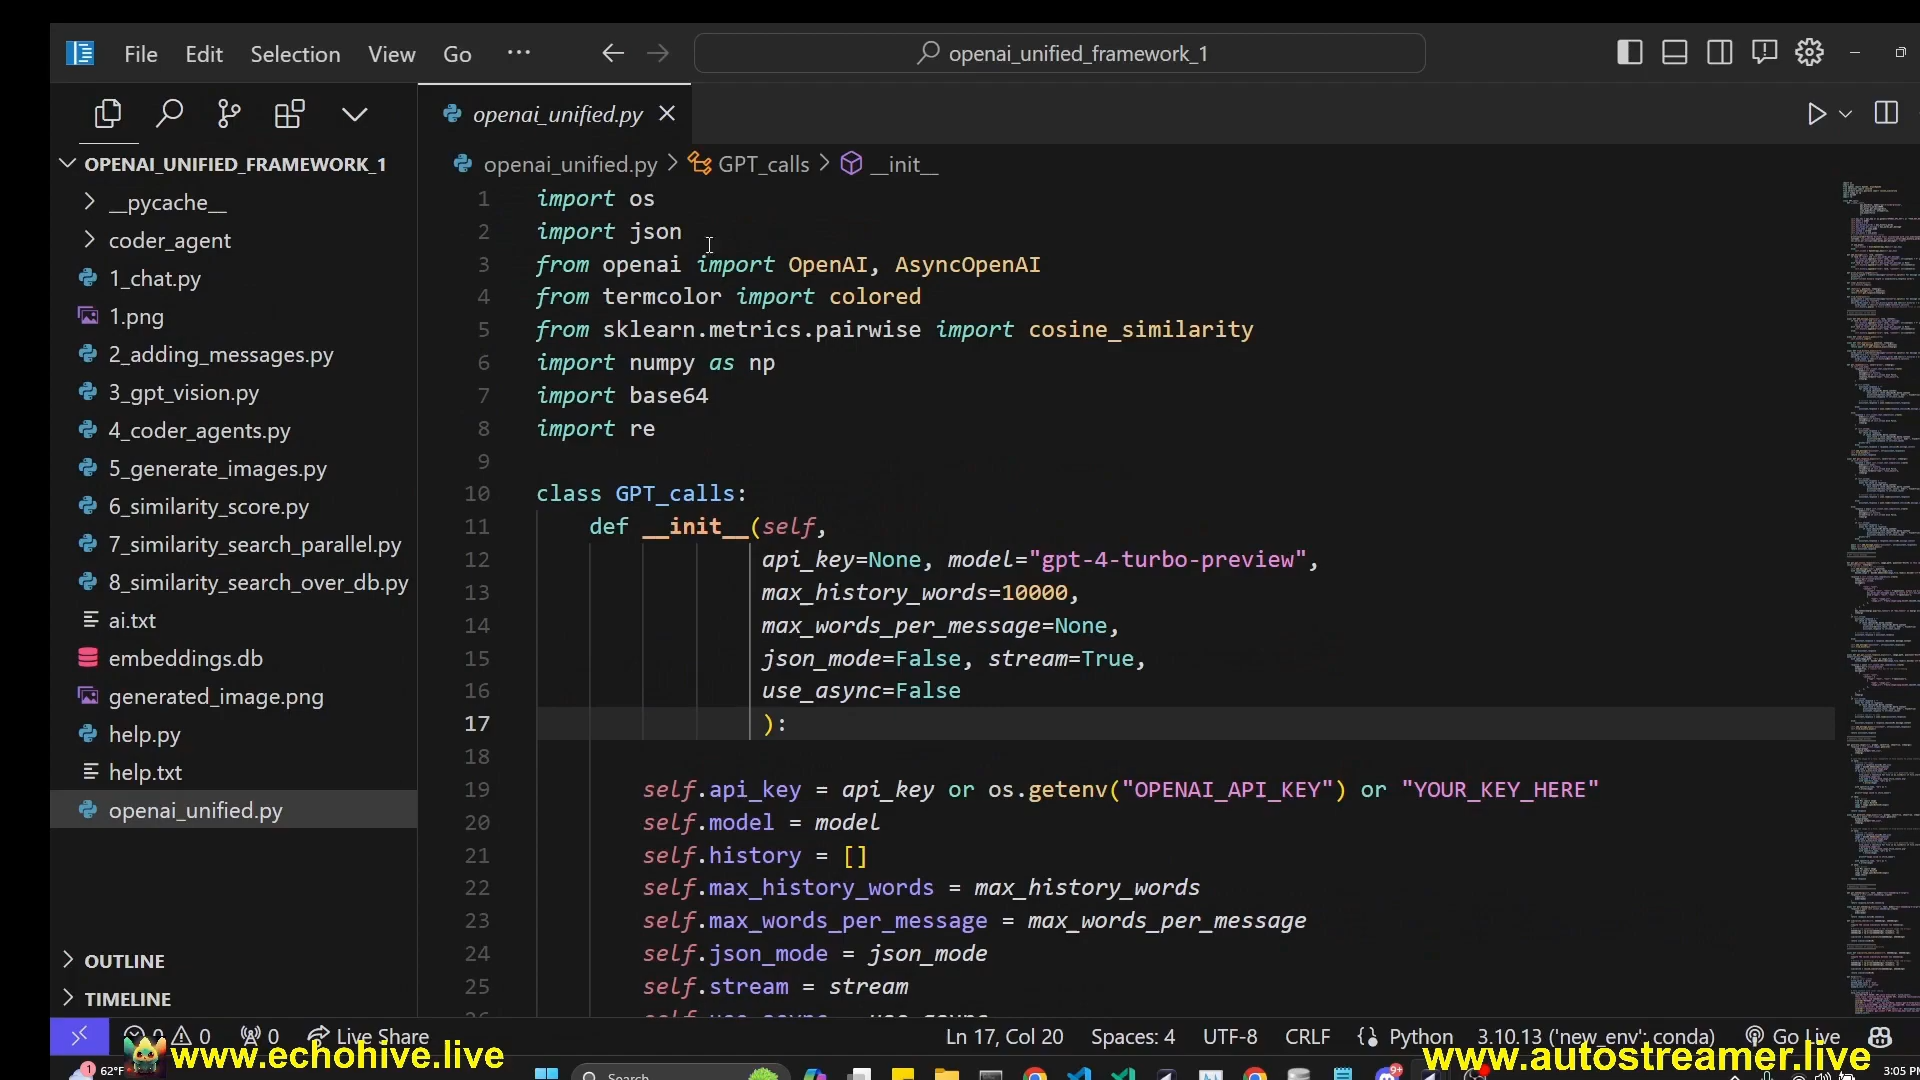 File Edit Selection View Go ···
openai_unified_framework_1
openai_unified.py
OPENAI_UNIFIED_FRAMEWORK_1
__pycache__
coder_agent
1_chat.py
1.png
2_adding_messages.py
3_gpt_vision.py
4_coder_agents.py
5_generate_images.py
6_similarity_score.py
7_similarity_search_parallel.py
8_similarity_search_over_db.py
ai.txt
embeddings.db
generated_image.png
help.py
help.txt
openai_unified.py
OUTLINE
TIMELINE
openai_unified.py > GPT_calls > __init__
1 import os
2 import json
3 from openai import OpenAI, AsyncOpenAI
4 from termcolor import colored
5 from sklearn.metrics.pairwise import cosine_similarity
6 import numpy as np
7 import base64
8 import re
9
10 class GPT_calls:
11 def __init__(self,
12 api_key=None, model="gpt-4-turbo-preview",
13 max_history_words=10000,
14 max_words_per_message=None,
15 json_mode=False, stream=True,
16 use_async=False
17 ):
18
19 self.api_key = api_key or os.getenv("OPENAI_API_KEY") or "YOUR_KEY_HERE"
20 self.model = model
21 self.history = []
22 self.max_history_words = max_history_words
23 self.max_words_per_message = max_words_per_message
24 self.json_mode = json_mode
25 self.stream = stream
0 0 0 Live Share Ln 17, Col 20 Spaces: 4 UTF-8 CRLF Python 3.10.13 ('new_env': conda) Go Live
www.echohive.live www.autostreamer.live
1 62°F Search 9+ 3:05